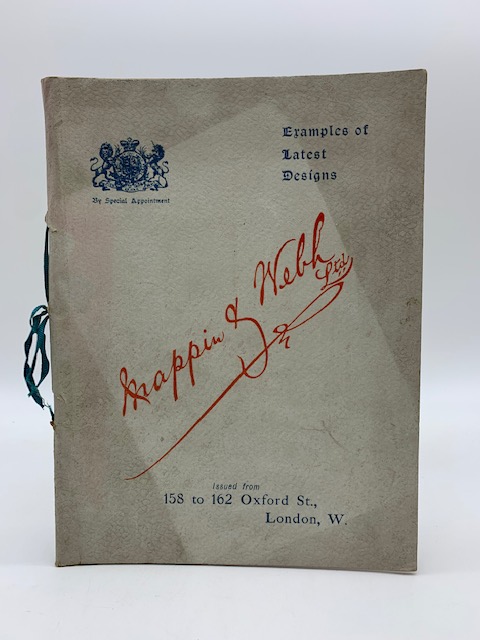 Examples of
Latest
Designs
By Special Appointment
Mappin & Webb Ltd.
Issued from
158 to 162 Oxford St.,
London, W.